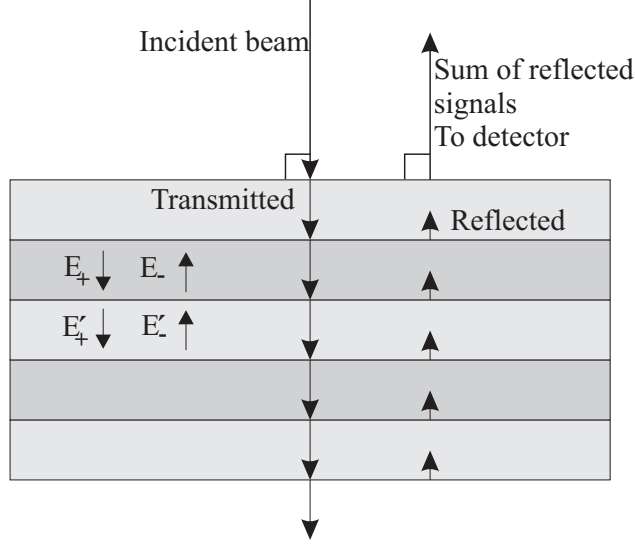 Incident beam
Sum of reflected
signals
To detector
Transmitted
Reflected
E₊ E₋
E′₊ E′₋